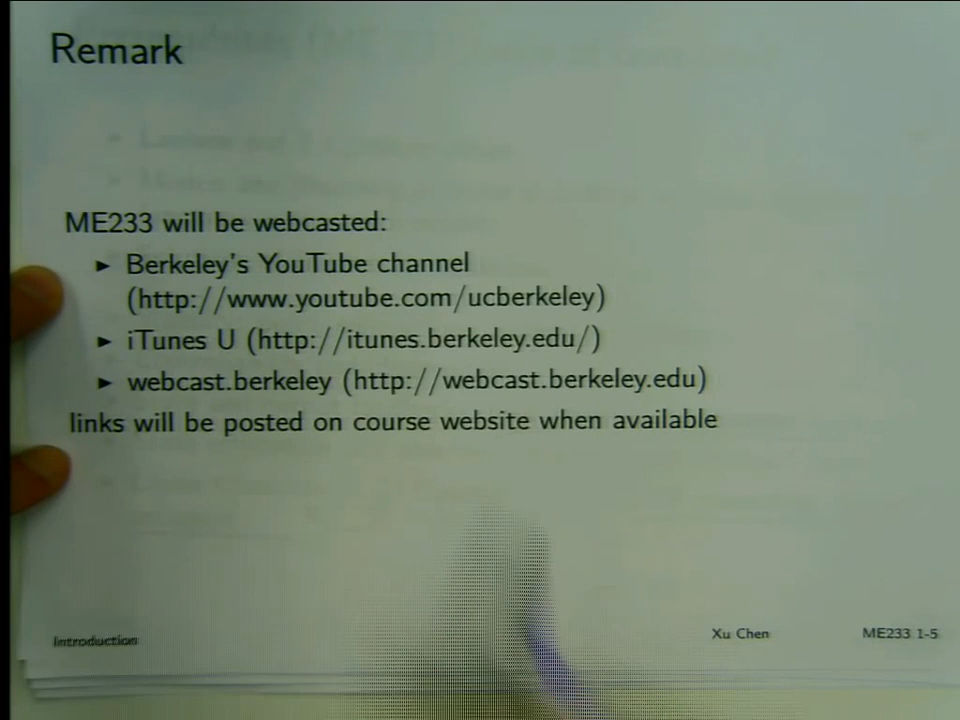 Remark
ME233 will be webcasted:
► Berkeley's YouTube channel
(http://www.youtube.com/ucberkeley)
► iTunes U (http://itunes.berkeley.edu/)
► webcast.berkeley (http://webcast.berkeley.edu)
links will be posted on course website when available
Introduction
Xu Chen
ME233 1-5